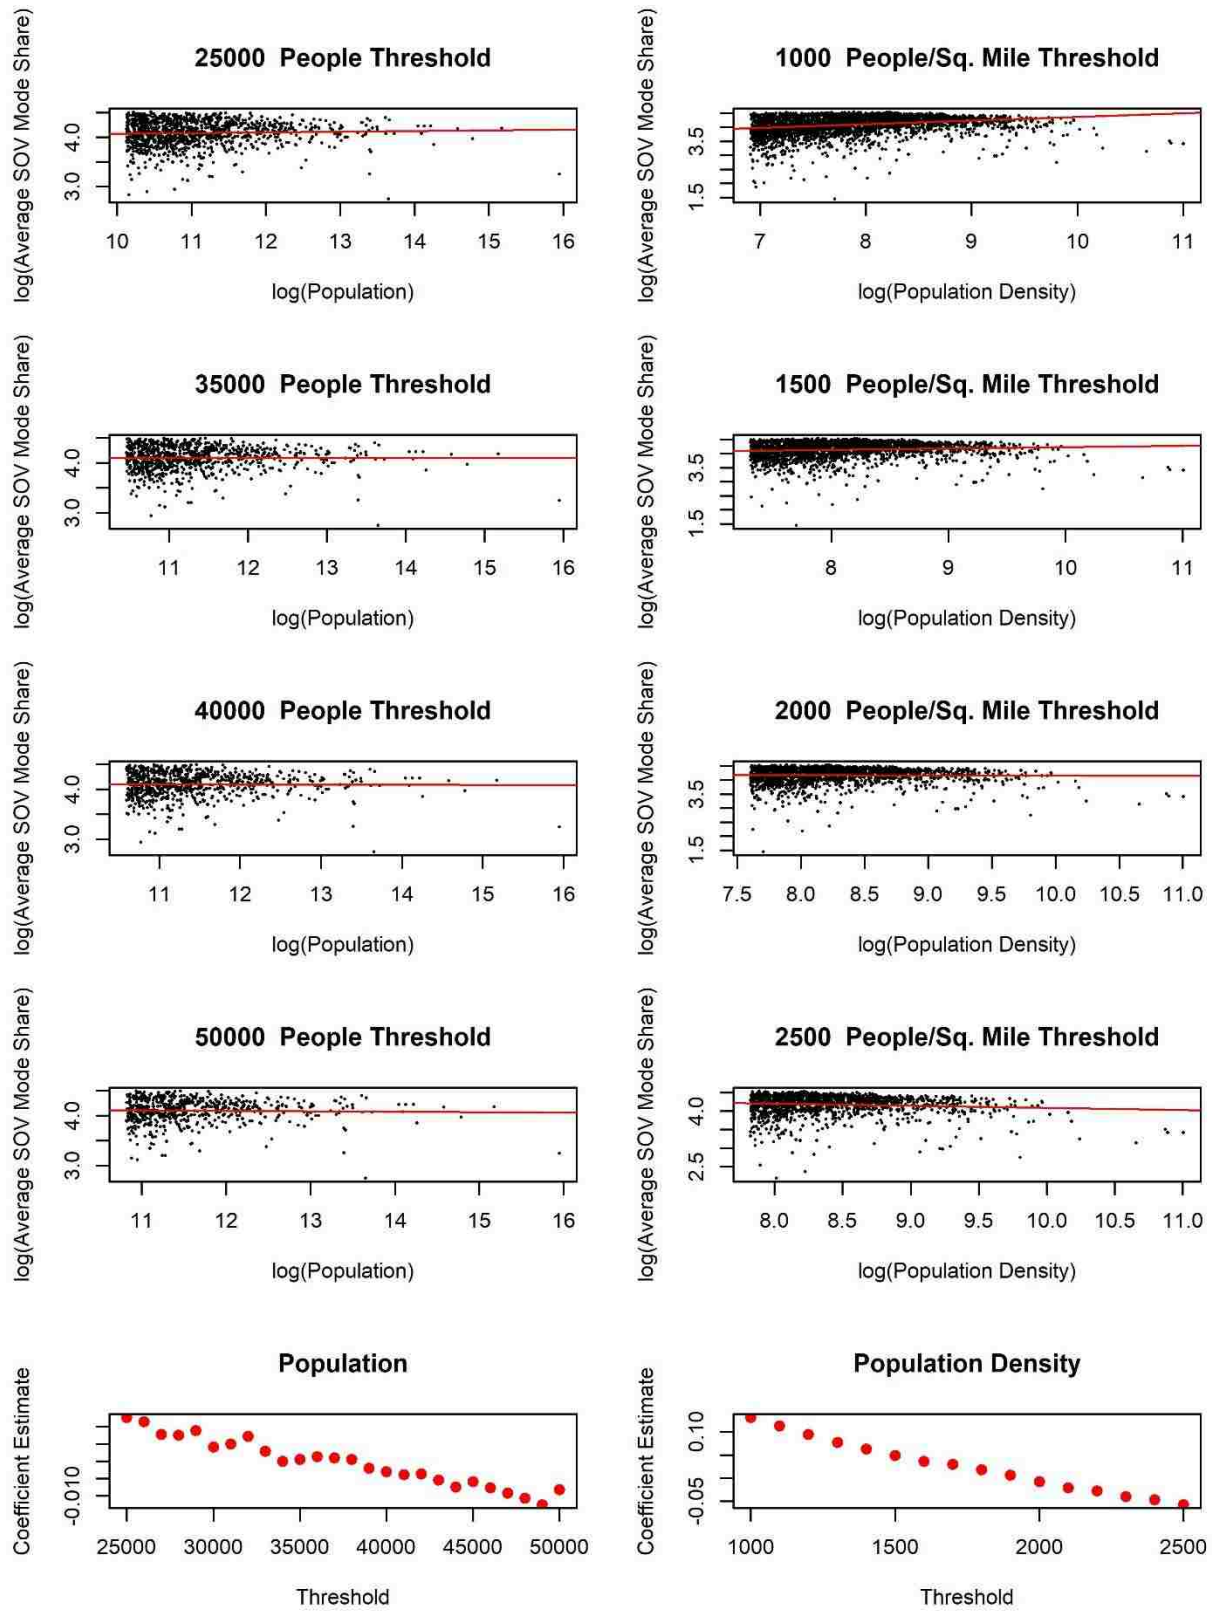 25000 People Threshold
log(Average SOV Mode Share)
4.0
3.0
10 11 12 13 14 15 16
log(Population)
1000 People/Sq. Mile Threshold
log(Average SOV Mode Share)
3.5
1.5
7 8 9 10 11
log(Population Density)
35000 People Threshold
log(Average SOV Mode Share)
4.0
3.0
11 12 13 14 15 16
log(Population)
1500 People/Sq. Mile Threshold
log(Average SOV Mode Share)
3.5
1.5
8 9 10 11
log(Population Density)
40000 People Threshold
log(Average SOV Mode Share)
4.0
3.0
11 12 13 14 15 16
log(Population)
2000 People/Sq. Mile Threshold
log(Average SOV Mode Share)
3.5
1.5
7.5 8.0 8.5 9.0 9.5 10.0 10.5 11.0
log(Population Density)
50000 People Threshold
log(Average SOV Mode Share)
4.0
3.0
11 12 13 14 15 16
log(Population)
2500 People/Sq. Mile Threshold
log(Average SOV Mode Share)
4.0
2.5
8.0 8.5 9.0 9.5 10.0 10.5 11.0
log(Population Density)
Population
Coefficient Estimate
-0.010
25000 30000 35000 40000 45000 50000
Threshold
Population Density
Coefficient Estimate
0.10
-0.05
1000 1500 2000 2500
Threshold